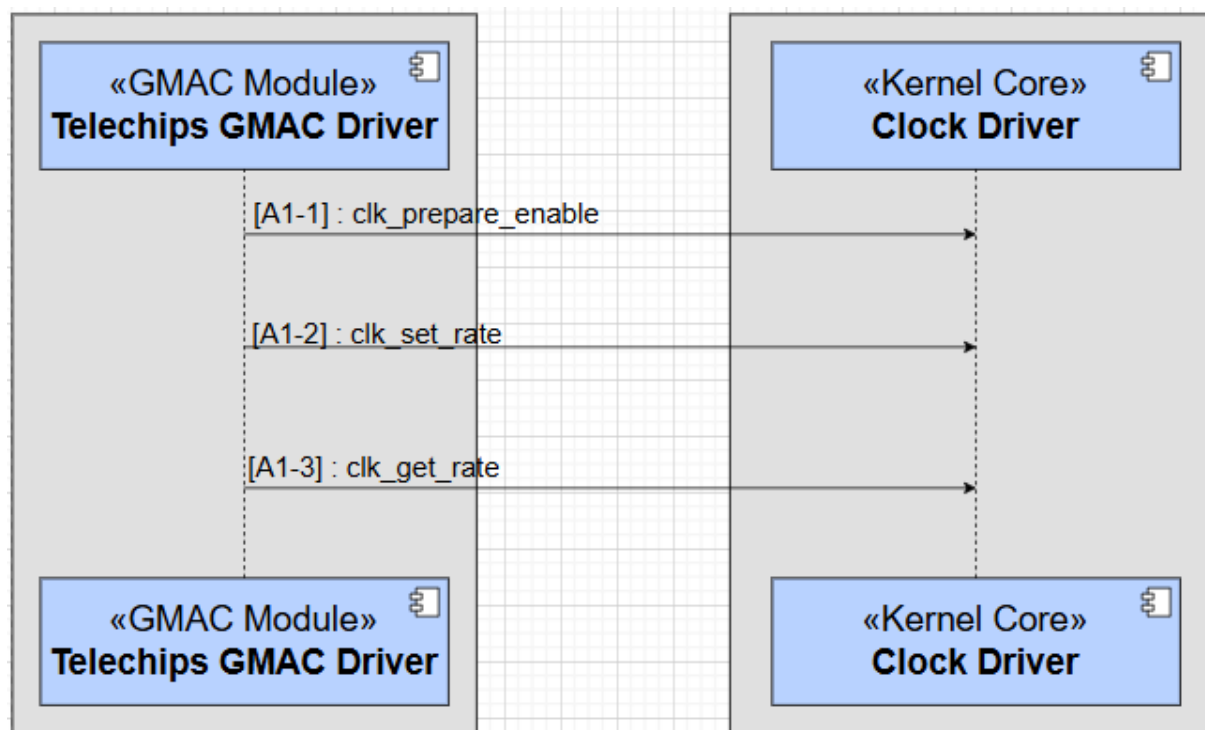 «GMAC Module»
Telechips GMAC Driver
«Kernel Core»
Clock Driver
[A1-1] : clk_prepare_enable
[A1-2] : clk_set_rate
[A1-3] : clk_get_rate
«GMAC Module»
Telechips GMAC Driver
«Kernel Core»
Clock Driver